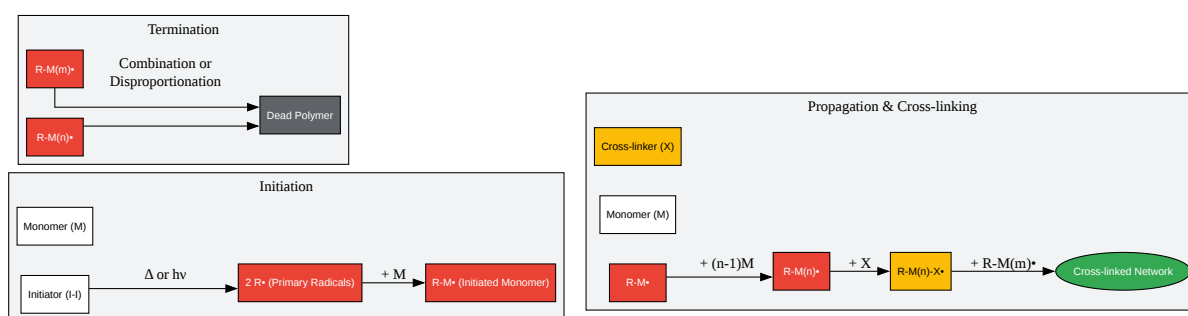 Termination
R-M(m)•
Combination or
Disproportionation
Dead Polymer
R-M(n)•
Initiation
Monomer (M)
Initiator (I-I)
Δ or hν
2 R• (Primary Radicals)
+ M
R-M• (Initiated Monomer)
Propagation & Cross-linking
Cross-linker (X)
Monomer (M)
R-M•
+ (n-1)M
R-M(n)•
+ X
R-M(n)-X•
+ R-M(m)•
Cross-linked Network